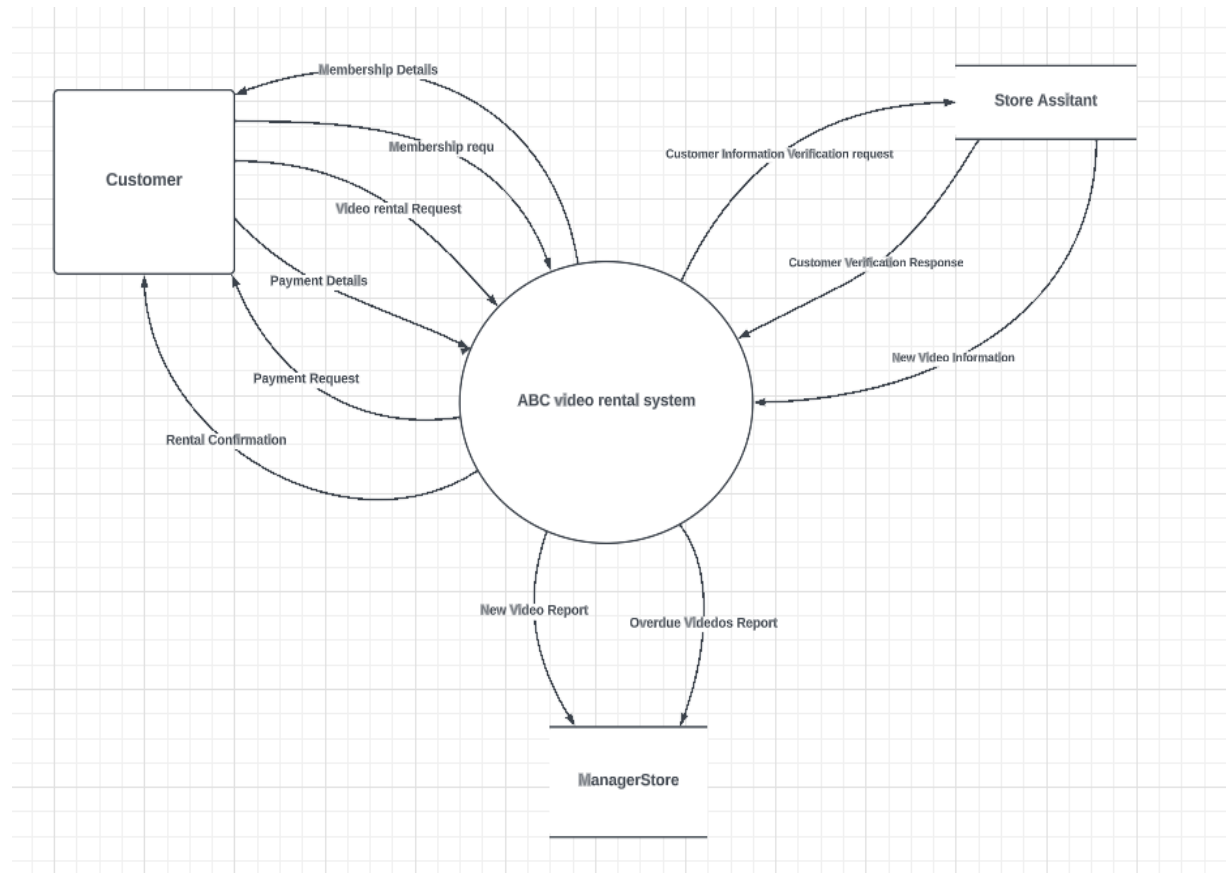 Membership Details
Store Assitant
Membership requ
Customer Information Verification request
Customer
Video rental Request
Customer Verification Response
Payment Details
New Video Information
Payment Request
ABC video rental system
Rental Confirmation
New Video Report
Overdue Videdos Report
ManagerStore